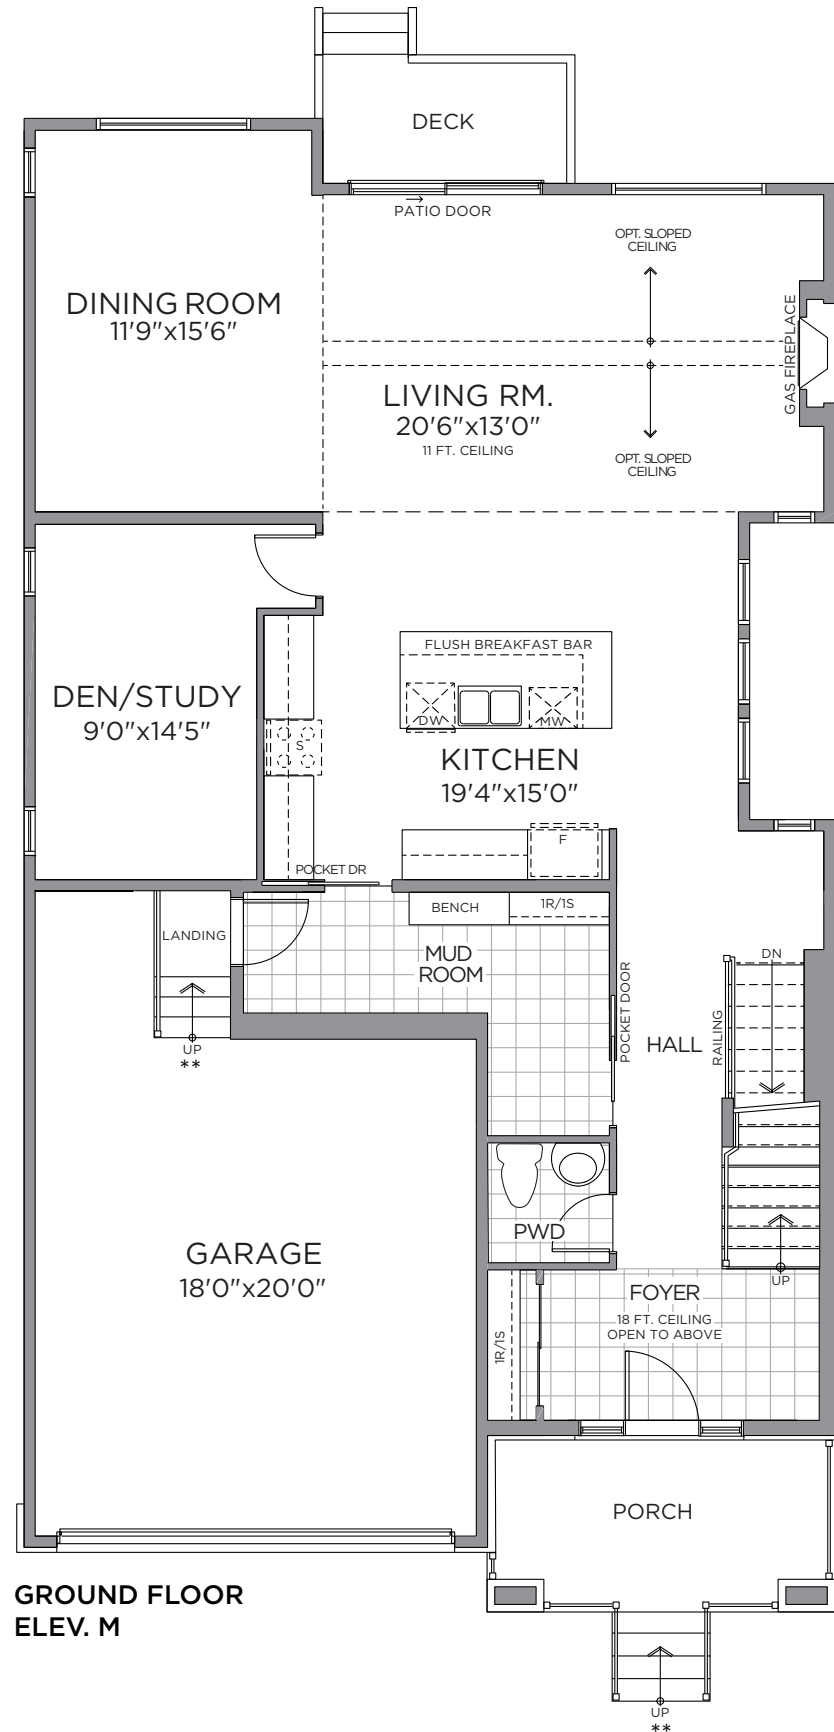 DECK
PATIO DOOR
OPT. SLOPED
CEILING
DINING ROOM
11'9"x15'6"
GAS FIREPLACE
LIVING RM.
20'6"x13'0"
11 FT. CEILING
OPT. SLOPED
CEILING
FLUSH BREAKFAST BAR
DEN/STUDY
9'0"x14'5"
DW
MW
S
KITCHEN
19'4"x15'0"
F
POCKET DR
BENCH
1R/1S
LANDING
MUD
ROOM
DN
POCKET DOOR
HALL
RAILING
UP
**
PWD
GARAGE
18'0"x20'0"
UP
FOYER
18 FT. CEILING
OPEN TO ABOVE
1R/1S
PORCH
GROUND FLOOR
ELEV. M
UP
**